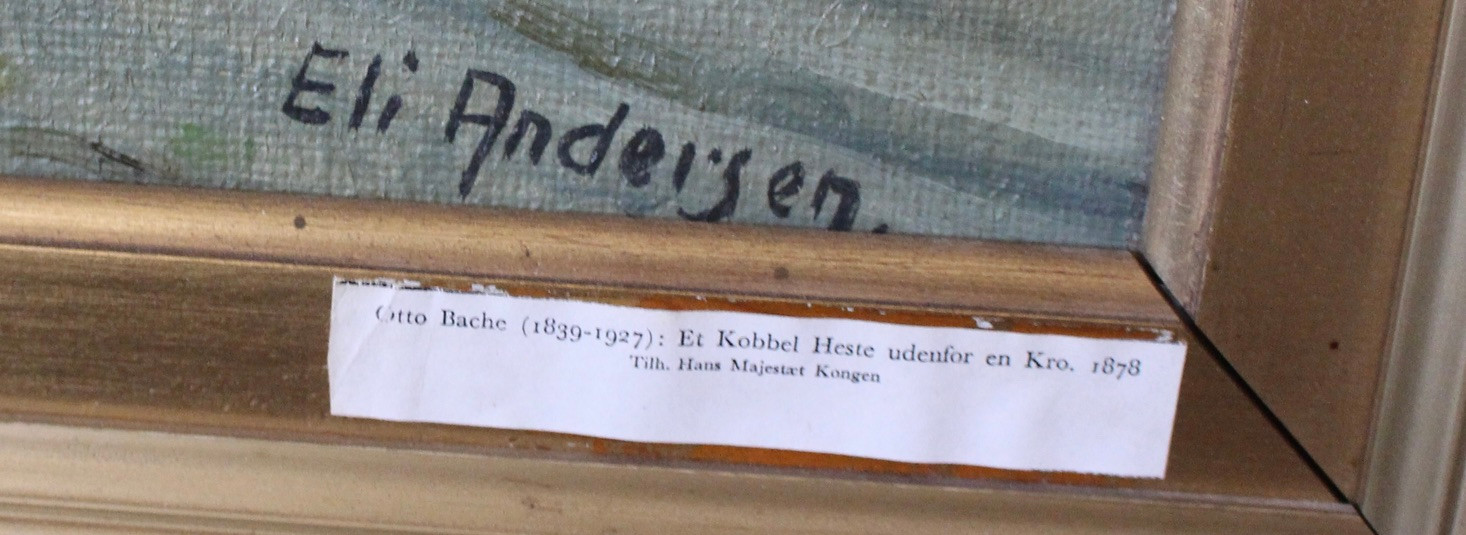 Eli Andersen.
Otto Bache (1839-1927): Et Kobbel Heste udenfor en Kro. 1878
Tilh. Hans Majestæt Kongen